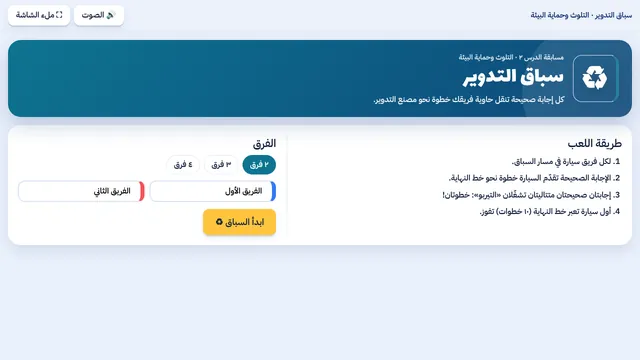 سباق التدوير · التلوث وحماية البيئة
الصوت
ملء الشاشة
مسابقة الدرس ٢ · التلوث وحماية البيئة
سباق التدوير
كل إجابة صحيحة تنقل حاوية فريقك خطوة نحو مصنع التدوير.
طريقة اللعب
1. لكل فريق سيارة في مسار السباق.
2. الإجابة الصحيحة تقدّم السيارة خطوة نحو خط النهاية.
3. إجابتان صحيحتان متتاليتان تشغّلان «التيربو»: خطوتان!
4. أول سيارة تعبر خط النهاية (١٠ خطوات) تفوز.
الفرق
٢ فرق
٣ فرق
٤ فرق
الفريق الأول
الفريق الثاني
ابدأ السباق